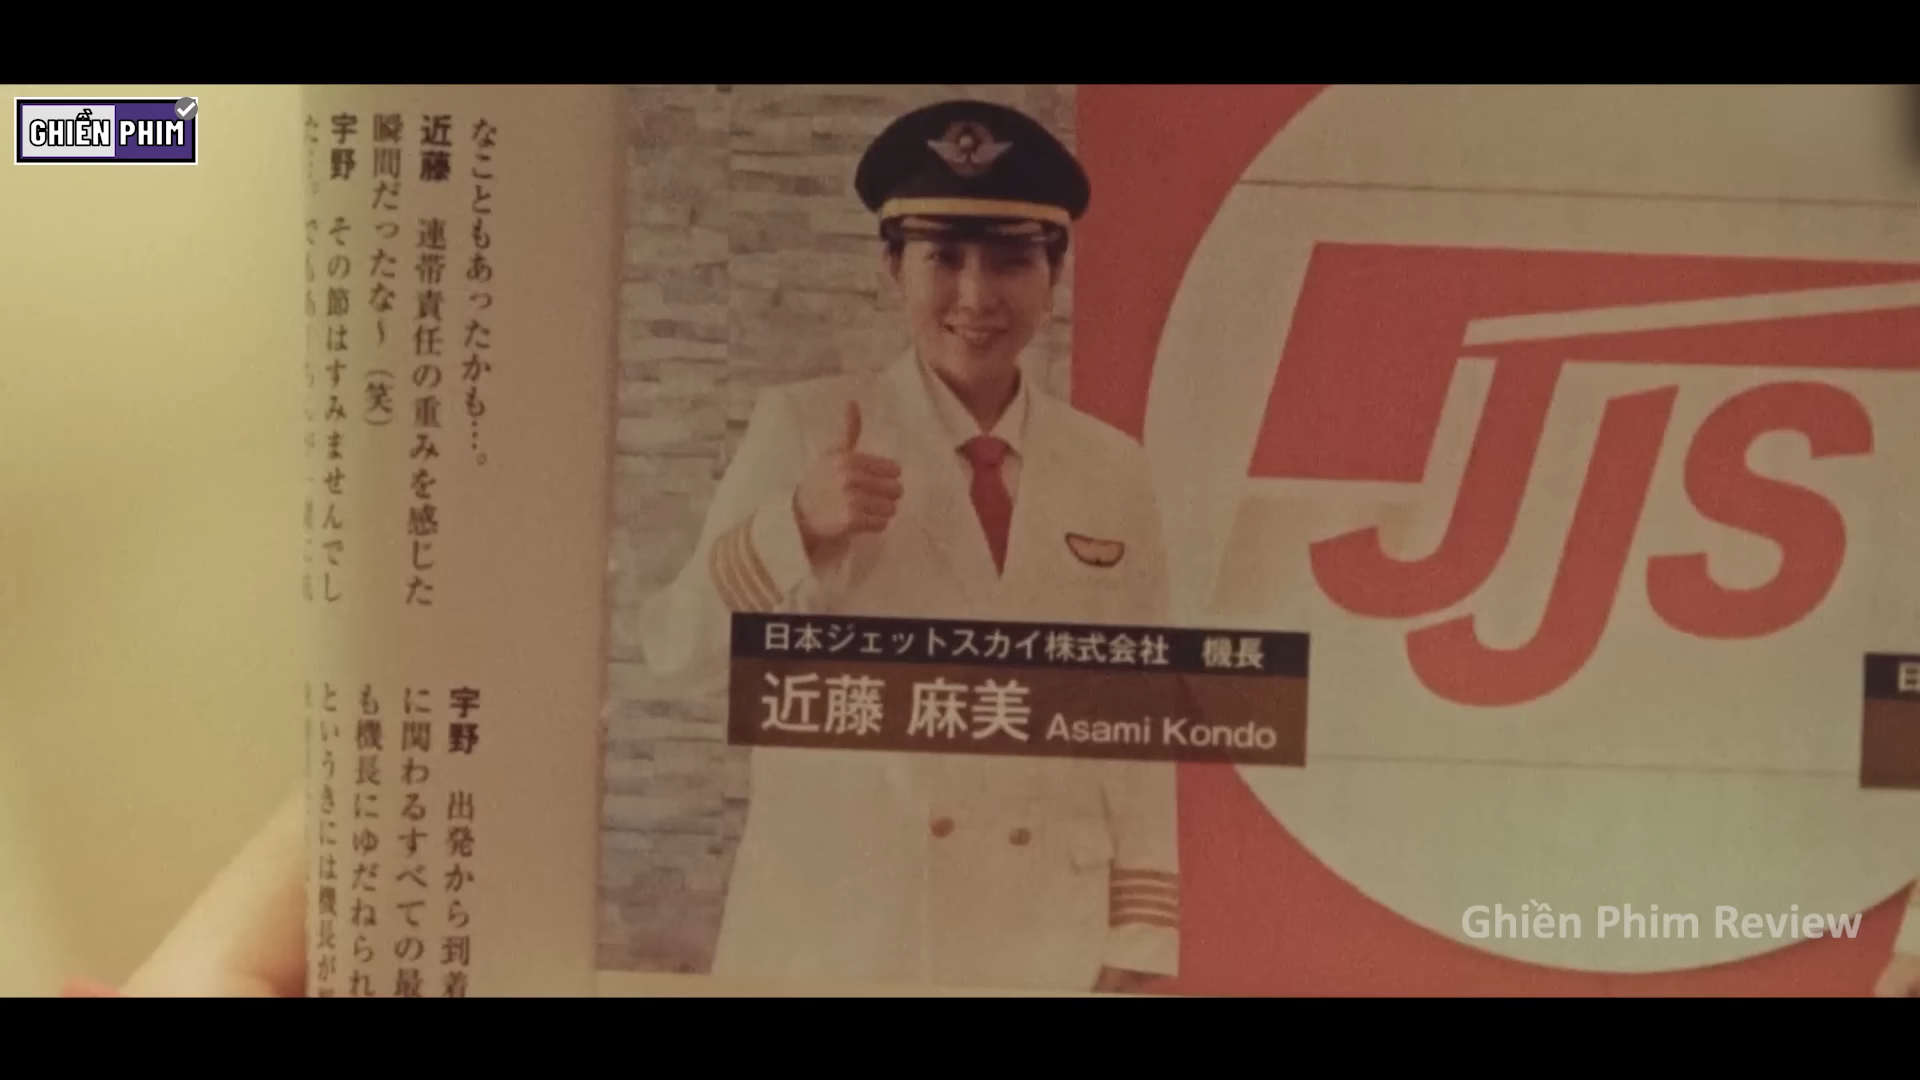 GHIỀN PHIM
なこともあったかも…。
近藤 連帯責任の重みを感じた
瞬間だったな〜(笑)
宇野 その節はすみませんでし
宇野 出発から到着
に関わるすべての最
も機長にゆだねられ
というきには機長が
JJS
日本ジェットスカイ株式会社 機長
近藤 麻美 Asami Kondo
日
Ghiền Phim Review